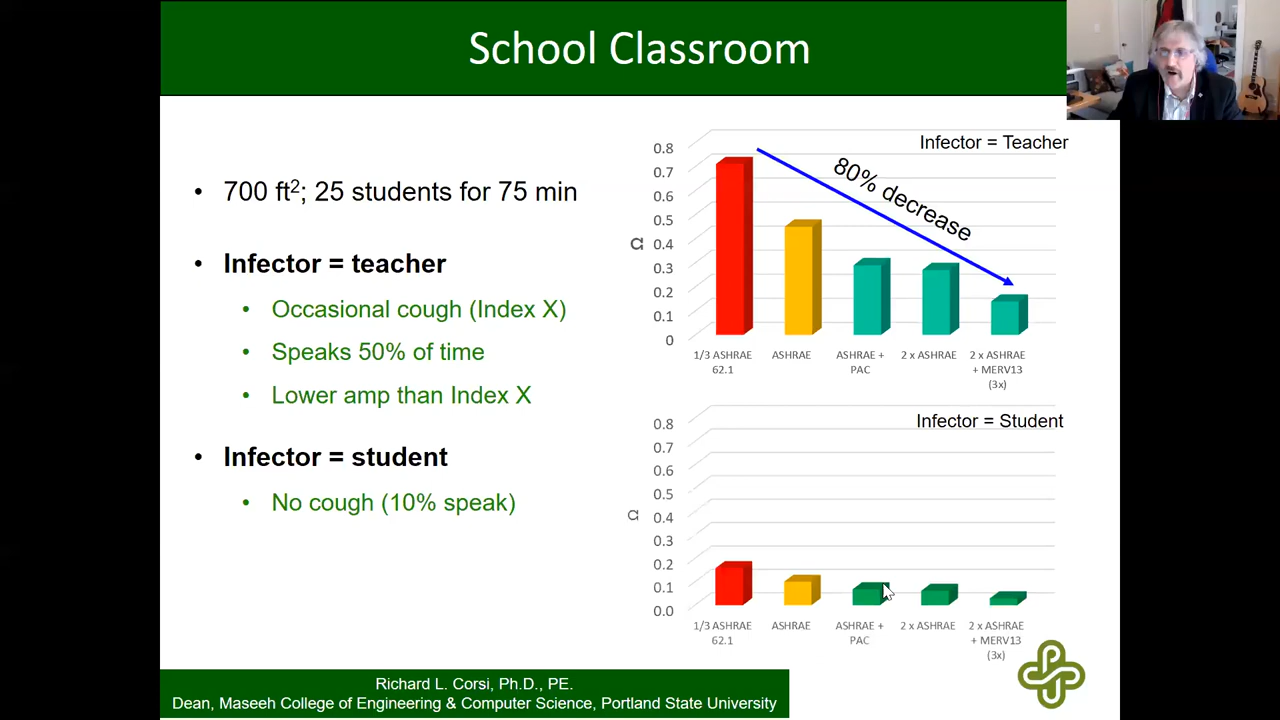 School Classroom
• 700 ft²; 25 students for 75 min
• Infector = teacher
• Occasional cough (Index X)
• Speaks 50% of time
• Lower amp than Index X
• Infector = student
• No cough (10% speak)
Infector = Teacher
80% decrease
Ω
0.8
0.7
0.6
0.5
0.4
0.3
0.2
0.1
0
1/3 ASHRAE
62.1
ASHRAE
ASHRAE +
PAC
2 x ASHRAE
2 x ASHRAE
+ MERV13
(3x)
Infector = Student
Ω
0.8
0.7
0.6
0.5
0.4
0.3
0.2
0.1
0.0
1/3 ASHRAE
62.1
ASHRAE
ASHRAE +
PAC
2 x ASHRAE
2 x ASHRAE
+ MERV13
(3x)
Richard L. Corsi, Ph.D., PE.
Dean, Maseeh College of Engineering & Computer Science, Portland State University